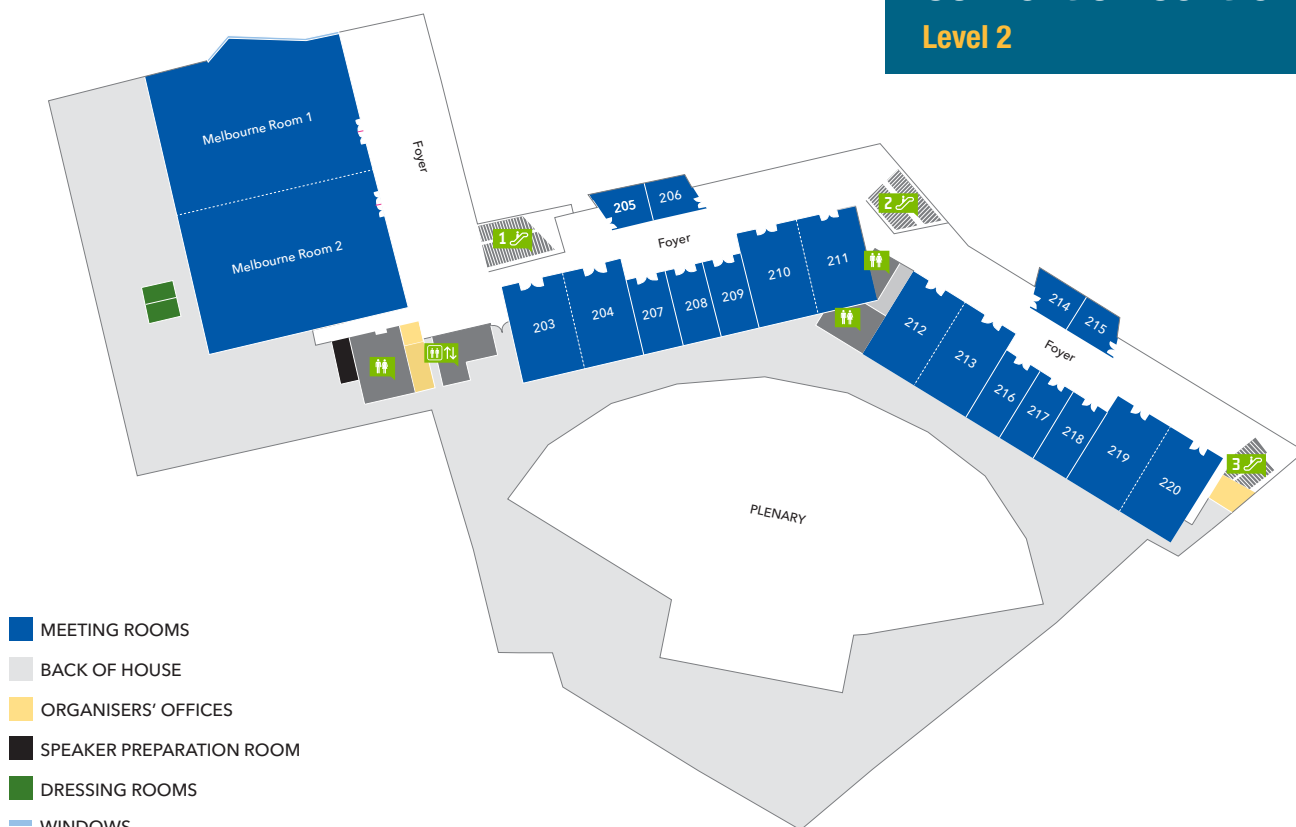 Level 2
Melbourne Room 1
Foyer
Melbourne Room 2
205
206
2
1
Foyer
211
210
209
208
207
204
203
214
215
212
Foyer
213
216
217
218
219
220
3
PLENARY
MEETING ROOMS
BACK OF HOUSE
ORGANISERS' OFFICES
SPEAKER PREPARATION ROOM
DRESSING ROOMS
WINDOWS